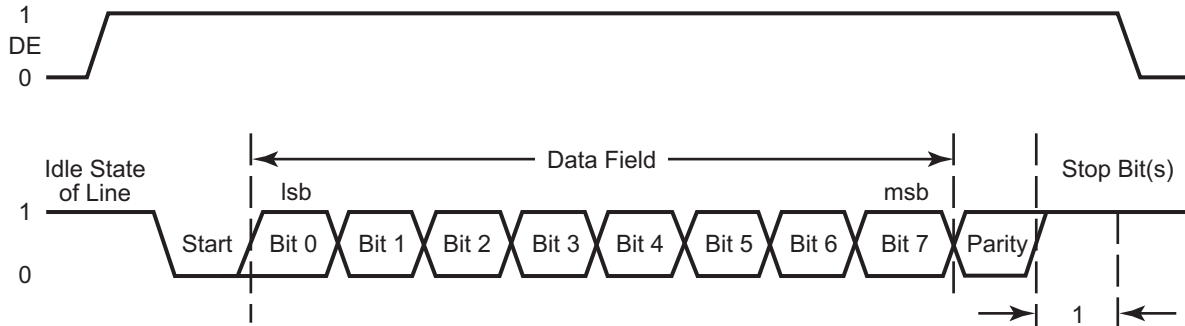 1
DE
0
Data Field
Idle State
of Line
Stop Bit(s)
lsb
msb
1
Start
Bit 0
Bit 1
Bit 2
Bit 3
Bit 4
Bit 5
Bit 6
Bit 7
Parity
0
1